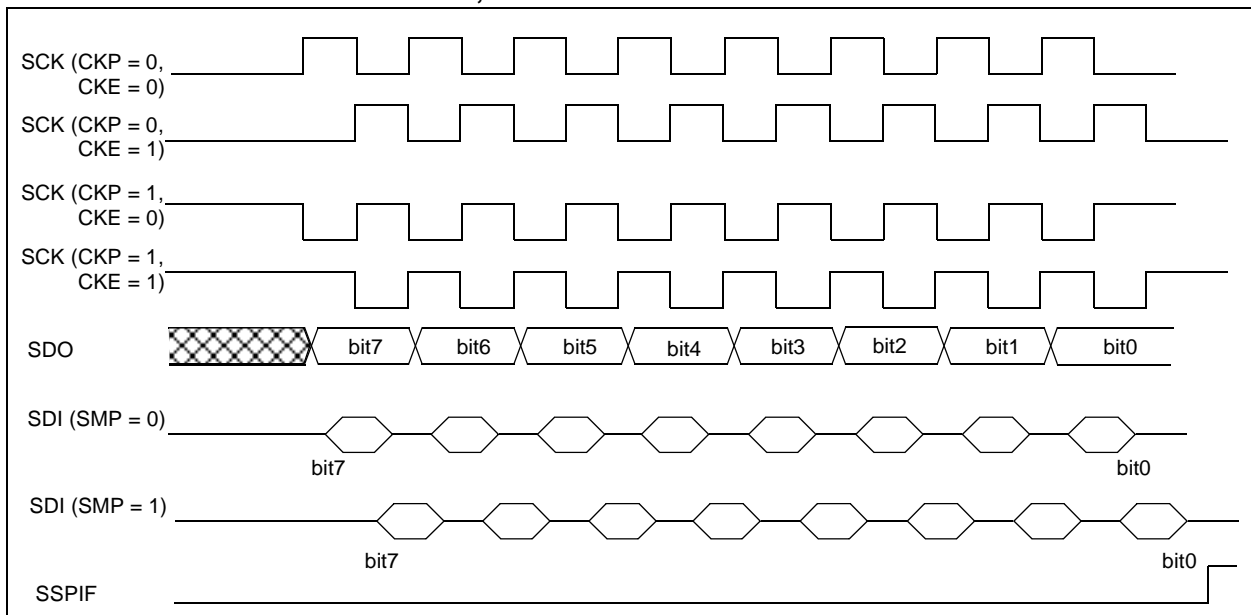 SCK (CKP = 0,
CKE = 0)
SCK (CKP = 0,
CKE = 1)
SCK (CKP = 1,
CKE = 0)
SCK (CKP = 1,
CKE = 1)
SDO bit7 bit6 bit5 bit4 bit3 bit2 bit1 bit0
SDI (SMP = 0)
bit7 bit0
SDI (SMP = 1)
bit7 bit0
SSPIF